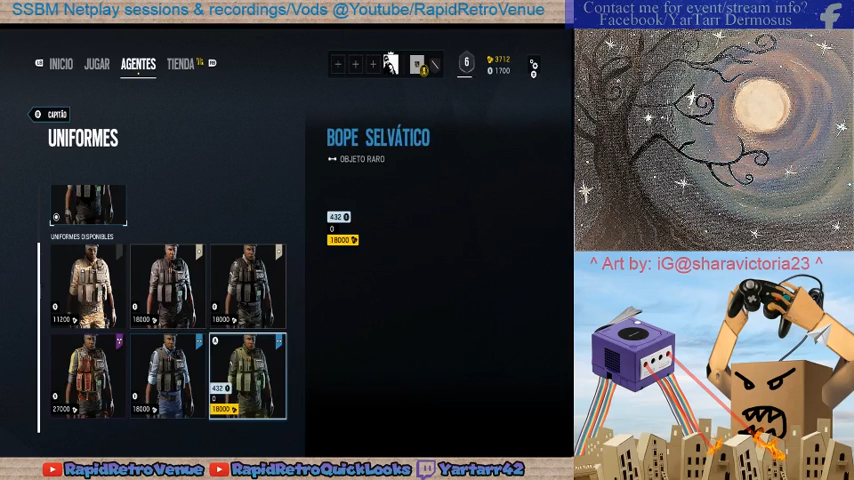 SSBM Netplay sessions & recordings/Vods @Youtube/RapidRetroVenue
Contact me for event/stream info?
Facebook/YarTarr Dermosus
INICIO JUGAR AGENTES TIENDA
6
3712
1700
CAPITÃO
UNIFORMES
BOPE SELVÁTICO
OBJETO RARO
432
0
18000
UNIFORMES DISPONIBLES
11200
18000
18000
27000
18000
432
0
18000
^ Art by: iG@sharavictoria23 ^
RapidRetroVenue RapidRetroQuickLooks Yartarr42